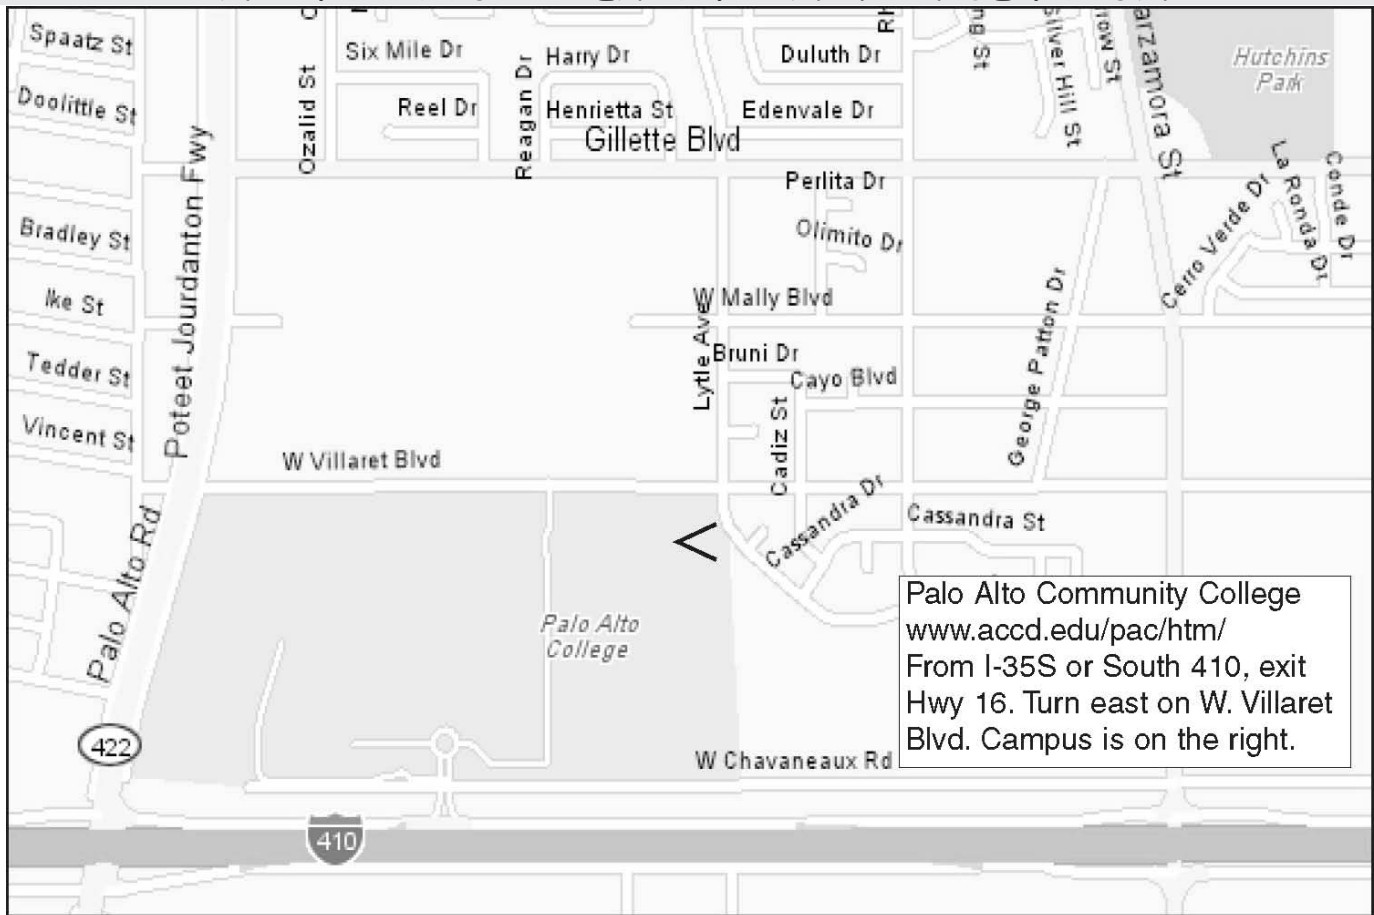 Spaatz St
Six Mile Dr
Harry Dr
Duluth Dr
Silver Hill St
Hutchins
Park
Doolittle St
Ozalid St
Reel Dr
Reagan Dr
Henrietta St
Edenvale Dr
Gillette Blvd
Perlita Dr
La Ronda Dr
Conde Dr
Poteet Jourdanton Fwy
Bradley St
Olimito Dr
Cerro Verde Dr
Ike St
W Mally Blvd
George Patton Dr
Lytle Ave
Bruni Dr
Tedder St
Cayo Blvd
Vincent St
Cadiz St
W Villaret Blvd
Cassandra Dr
Cassandra St
Palo Alto Rd
Palo Alto
College
Palo Alto Community College
www.accd.edu/pac/htm/
From I-35S or South 410, exit
Hwy 16. Turn east on W. Villaret
Blvd. Campus is on the right.
422
W Chavaneaux Rd
410